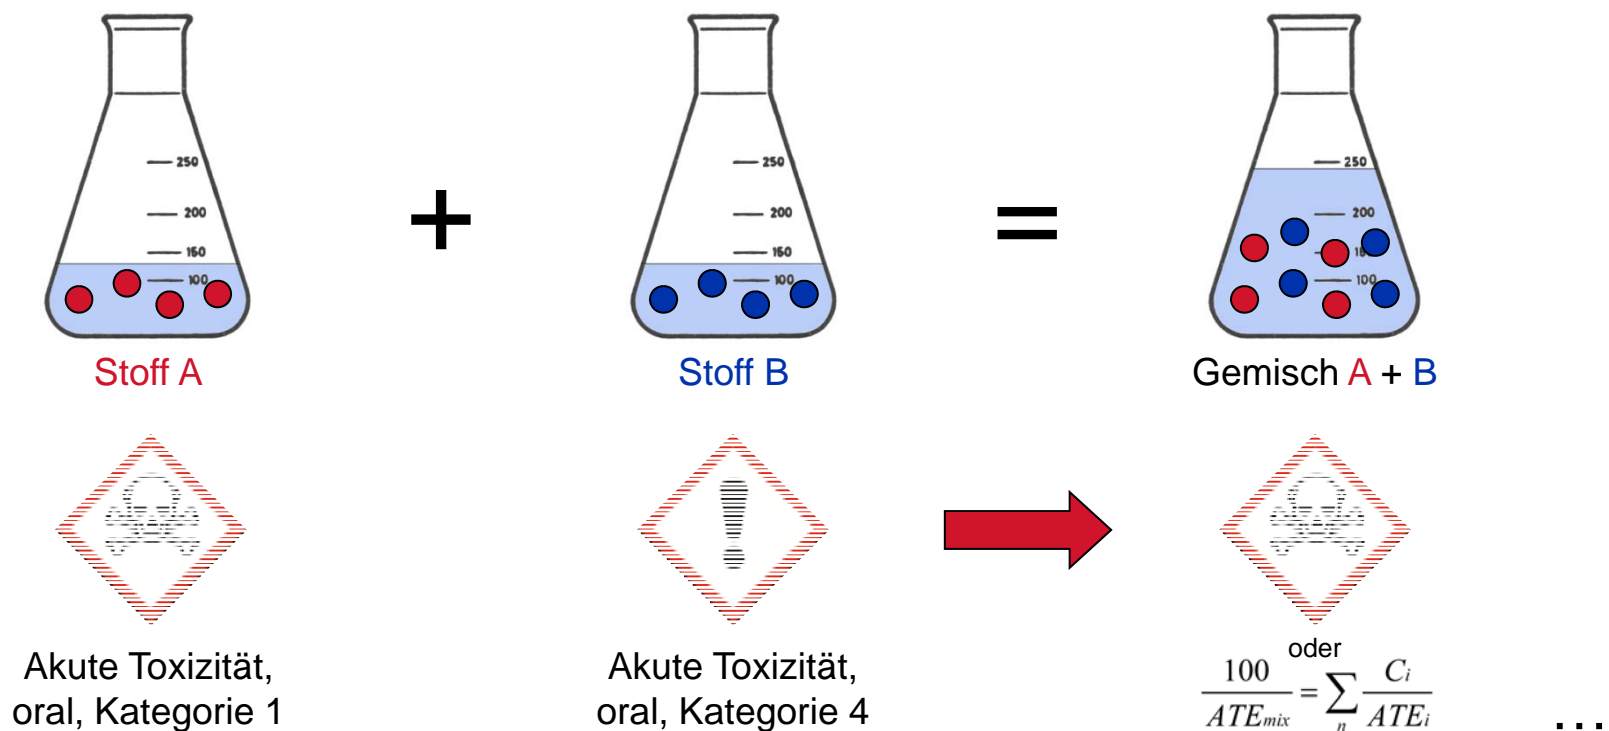 250
200
150
100
+
250
200
150
100
=
250
200
100
Stoff A
Stoff B
Gemisch A + B
Akute Toxizität,
oral, Kategorie 1
Akute Toxizität,
oral, Kategorie 4
oder
100/ATEmix = ∑n Ci/ATEi
...